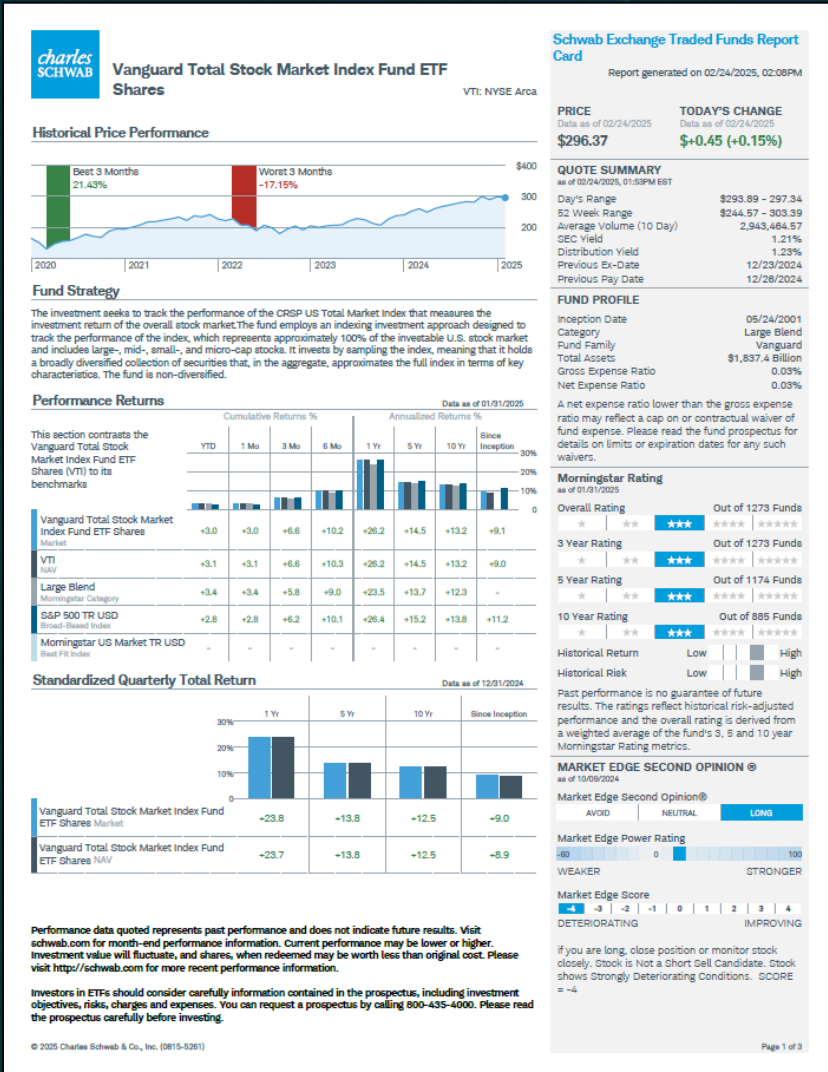 charles
SCHWAB
Vanguard Total Stock Market Index Fund ETF
Shares
VTI: NYSE Arca
Historical Price Performance
Best 3 Months
21.43%
Worst 3 Months
-17.15%
$400
300
200
2020
2021
2022
2023
2024
2025
Fund Strategy
The investment seeks to track the performance of the CRSP US Total Market Index that measures the
investment return of the overall stock market.The fund employs an indexing investment approach designed to
track the performance of the index, which represents approximately 100% of the investable U.S. stock market
and includes large-, mid-, small-, and micro-cap stocks. It invests by sampling the index, meaning that it holds
a broadly diversified collection of securities that, in the aggregate, approximates the full index in terms of key
characteristics. The fund is non-diversified.
Performance Returns
Data as of 01/31/2025
Cumulative Returns %
Annualized Returns %
This section contrasts the
Vanguard Total Stock
Market Index Fund ETF
Shares (VTI) to its
benchmarks
YTD 1 Mo 3 Mo 6 Mo 1 Yr 5 Yr 10 Yr Since
Inception
30%
20%
10%
0
Vanguard Total Stock Market
Index Fund ETF Shares
Market
+3.0 +3.0 +6.6 +10.2 +26.2 +14.5 +13.2 +9.1
VTI
NAV
+3.1 +3.1 +6.6 +10.3 +26.2 +14.5 +13.2 +9.0
Large Blend
Morningstar Category
+3.4 +3.4 +5.8 +9.0 +23.5 +13.7 +12.3 -
S&P 500 TR USD
Broad-Based Index
+2.8 +2.8 +6.2 +10.1 +26.4 +15.2 +13.8 +11.2
Morningstar US Market TR USD
Best Fit Index
- - - - - - - -
Standardized Quarterly Total Return
Data as of 12/31/2024
1 Yr 5 Yr 10 Yr Since Inception
30%
20%
10%
0
Vanguard Total Stock Market Index Fund
ETF Shares Market
+23.8 +13.8 +12.5 +9.0
Vanguard Total Stock Market Index Fund
ETF Shares NAV
+23.7 +13.8 +12.5 +8.9
Performance data quoted represents past performance and does not indicate future results. Visit
schwab.com for month-end performance information. Current performance may be lower or higher.
Investment value will fluctuate, and shares, when redeemed may be worth less than original cost. Please
visit http://schwab.com for more recent performance information.
Investors in ETFs should consider carefully information contained in the prospectus, including investment
objectives, risks, charges and expenses. You can request a prospectus by calling 800-435-4000. Please read
the prospectus carefully before investing.
© 2025 Charles Schwab & Co., Inc. (0815-5261)
Schwab Exchange Traded Funds Report
Card
Report generated on 02/24/2025, 02:08PM
PRICE
Data as of 02/24/2025
$296.37
TODAY'S CHANGE
Data as of 02/24/2025
$+0.45 (+0.15%)
QUOTE SUMMARY
as of 02/24/2025, 01:53PM EST
Day's Range $293.89 - 297.34
52 Week Range $244.57 - 303.39
Average Volume (10 Day) 2,943,464.57
SEC Yield 1.21%
Distribution Yield 1.23%
Previous Ex-Date 12/23/2024
Previous Pay Date 12/26/2024
FUND PROFILE
Inception Date 05/24/2001
Category Large Blend
Fund Family Vanguard
Total Assets $1,837.4 Billion
Gross Expense Ratio 0.03%
Net Expense Ratio 0.03%
A net expense ratio lower than the gross expense
ratio may reflect a cap on or contractual waiver of
fund expense. Please read the fund prospectus for
details on limits or expiration dates for any such
waivers.
Morningstar Rating
as of 01/31/2025
Overall Rating Out of 1273 Funds
★ ★★ ★★★ ★★★★ ★★★★★
3 Year Rating Out of 1273 Funds
★ ★★ ★★★ ★★★★ ★★★★★
5 Year Rating Out of 1174 Funds
★ ★★ ★★★ ★★★★ ★★★★★
10 Year Rating Out of 885 Funds
★ ★★ ★★★ ★★★★ ★★★★★
Historical Return Low High
Historical Risk Low High
Past performance is no guarantee of future
results. The ratings reflect historical risk-adjusted
performance and the overall rating is derived from
a weighted average of the fund's 3, 5 and 10 year
Morningstar Rating metrics.
MARKET EDGE SECOND OPINION ®
as of 10/09/2024
Market Edge Second Opinion®
AVOID NEUTRAL LONG
Market Edge Power Rating
-60 0 100
WEAKER STRONGER
Market Edge Score
-4 -3 -2 -1 0 1 2 3 4
DETERIORATING IMPROVING
if you are long, close position or monitor stock
closely. Stock is Not a Short Sell Candidate. Stock
shows Strongly Deteriorating Conditions. SCORE
= -4
Page 1 of 3